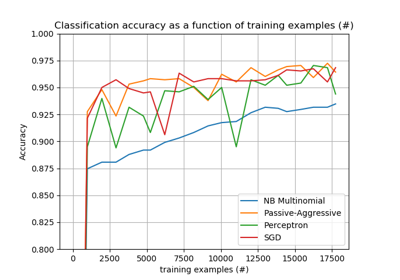 Classification accuracy as a function of training examples (#)
1.000
0.975
0.950
0.925
0.900
0.875
0.850
0.825
0.800
Accuracy
0 2500 5000 7500 10000 12500 15000 17500
training examples (#)
NB Multinomial
Passive-Aggressive
Perceptron
SGD